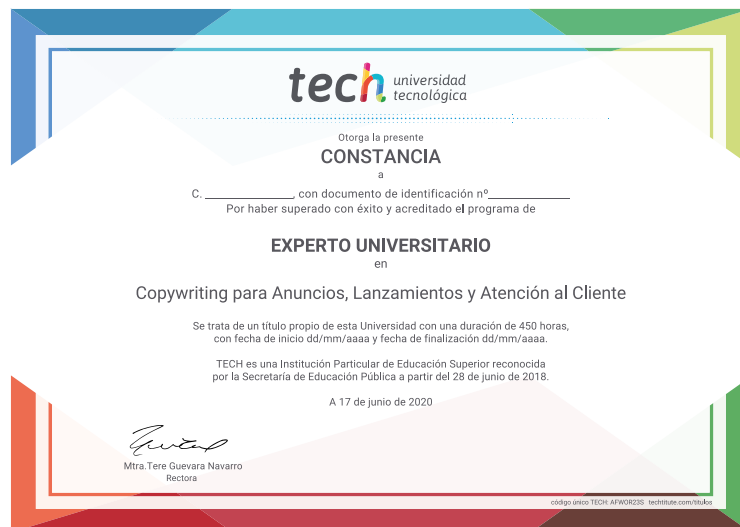 tech universidad
tecnológica
Otorga la presente
CONSTANCIA
a
C. ______________, con documento de identificación nº______________
Por haber superado con éxito y acreditado el programa de
EXPERTO UNIVERSITARIO
en
Copywriting para Anuncios, Lanzamientos y Atención al Cliente
Se trata de un título propio de esta Universidad con una duración de 450 horas,
con fecha de inicio dd/mm/aaaa y fecha de finalización dd/mm/aaaa.
TECH es una Institución Particular de Educación Superior reconocida
por la Secretaría de Educación Pública a partir del 28 de junio de 2018.
A 17 de junio de 2020
Mtra.Tere Guevara Navarro
Rectora
código único TECH: AFWOR23S techtitute.com/titulos